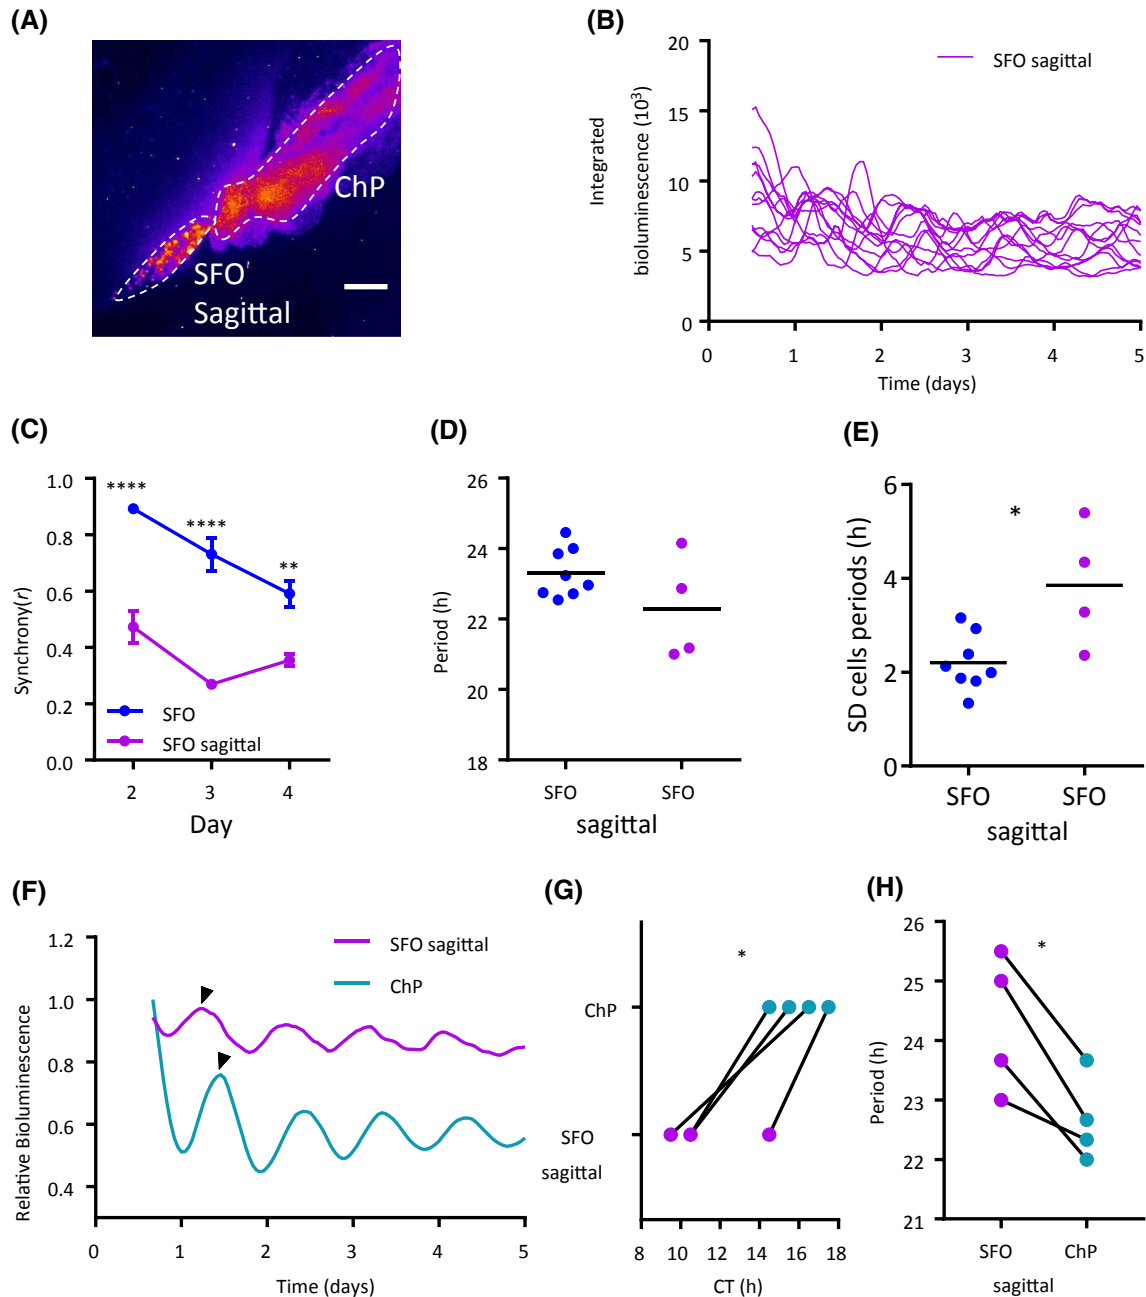 (A)
ChP
SFO
Sagittal
(B)
Integrated
bioluminescence (10³)
20
15
10
5
0
SFO sagittal
0 1 2 3 4 5
Time (days)
(C)
Synchrony(r)
1.0
0.8
0.6
0.4
0.2
0.0
****
****
**
SFO
SFO sagittal
2 3 4
Day
(D)
Period (h)
26
24
22
20
18
SFO SFO
sagittal
(E)
SD cells periods (h)
6
4
2
0
*
SFO SFO
sagittal
(F)
Relative Bioluminescence
1.2
1.0
0.8
0.6
0.4
SFO sagittal
ChP
0 1 2 3 4 5
Time (days)
(G)
*
ChP
SFO
sagittal
8 10 12 14 16 18
CT (h)
(H)
Period (h)
26
25
24
23
22
21
*
SFO ChP
sagittal